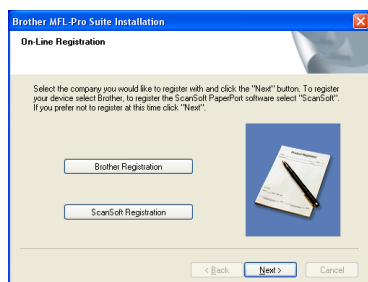 Brother MFL-Pro Suite Installation
On-Line Registration
Select the company you would like to register with and click the "Next" button. To register
your device select Brother, to register the ScanSoft PaperPort software select "ScanSoft".
If you prefer not to register at this time click "Next".
Brother Registration
ScanSoft Registration
< Back
Next >
Cancel